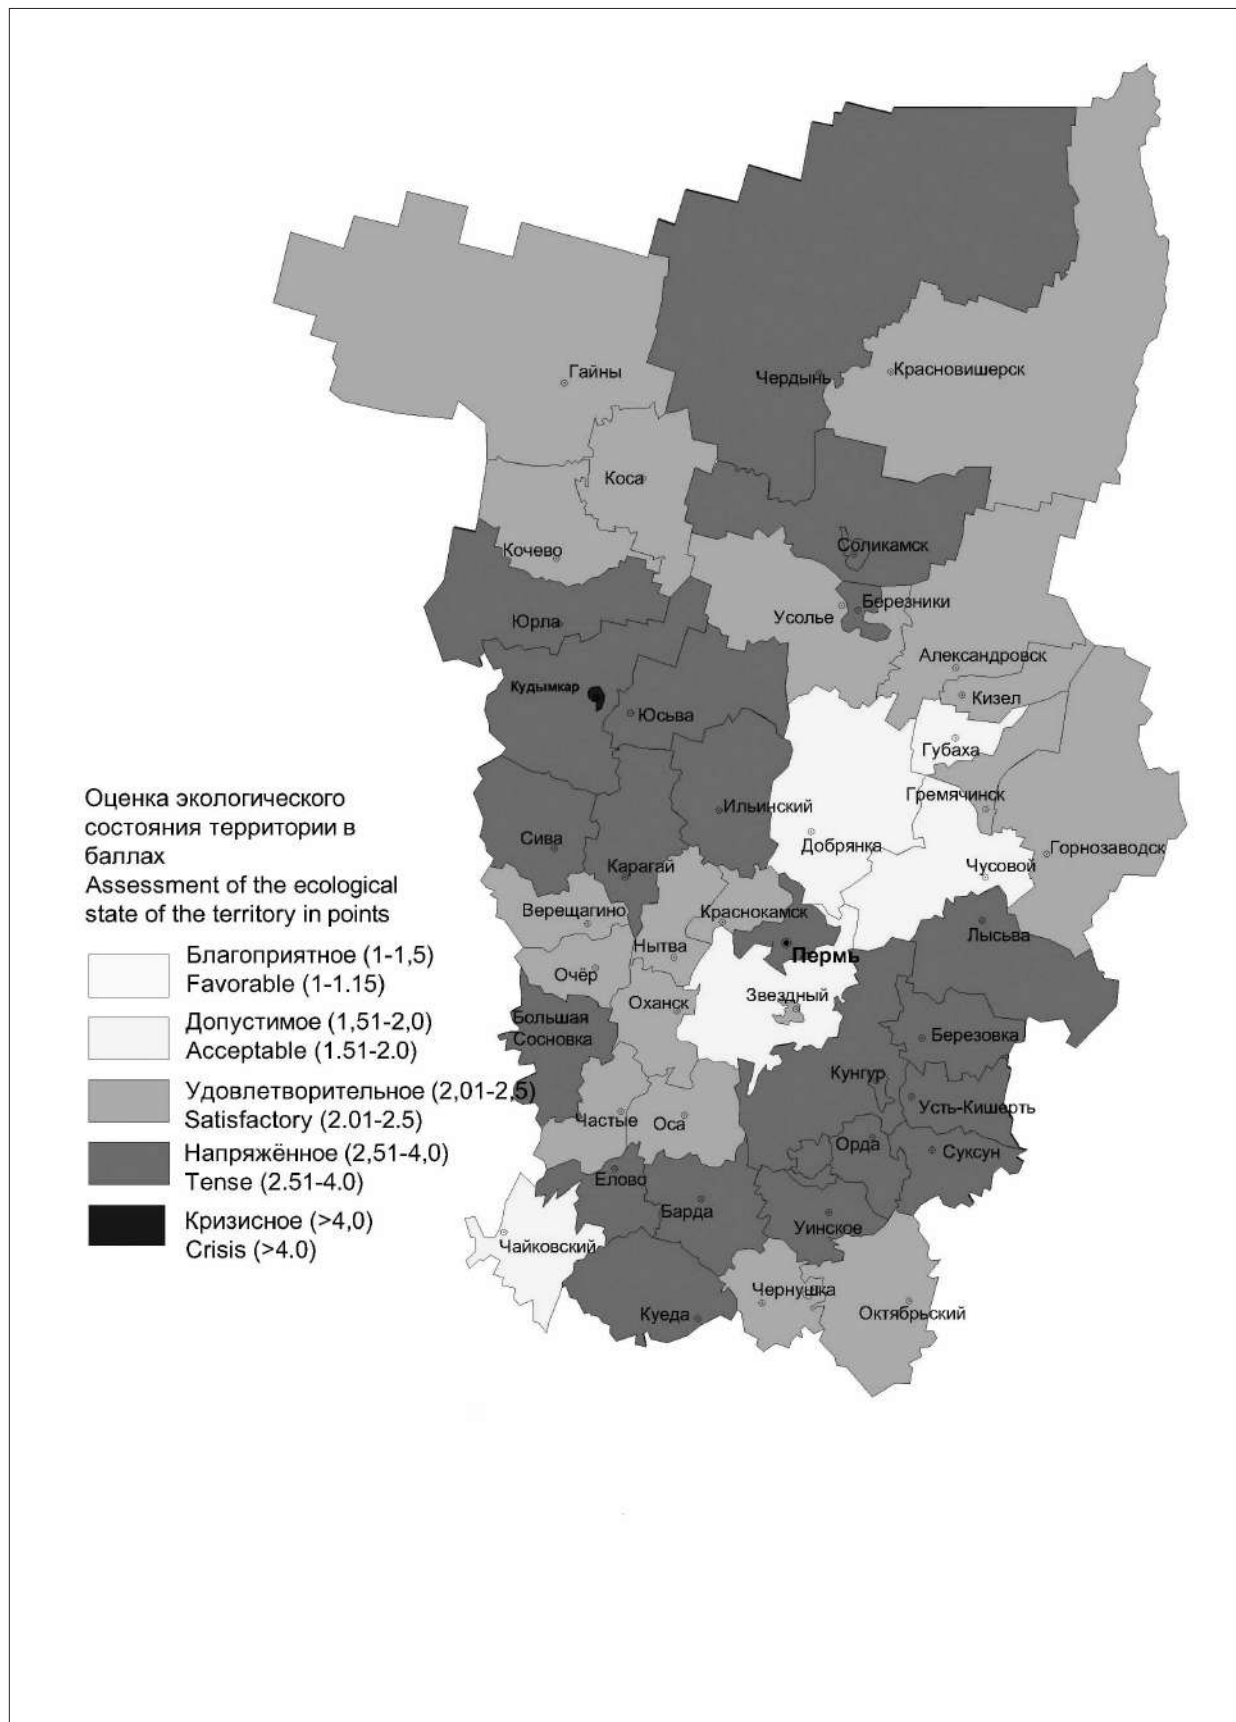 Гайны
Чердынь
Красновишерск
Коса
Кочево
Соликамск
Юрла
Усолье
Березники
Александровск
Кудымкар
Юсьва
Кизел
Губаха
Оценка экологического
состояния территории в
баллах
Assessment of the ecological
state of the territory in points
Благоприятное (1-1,5)
Favorable (1-1.15)
Допустимое (1,51-2,0)
Acceptable (1.51-2.0)
Удовлетворительное (2,01-2,5)
Satisfactory (2.01-2.5)
Напряжённое (2,51-4,0)
Tense (2.51-4.0)
Кризисное (>4,0)
Crisis (>4.0)
Ильинский
Гремячинск
Сива
Карагай
Добрянка
Чусовой
Горнозаводск
Верещагино
Краснокамск
Лысьва
Нытва
Пермь
Очёр
Оханск
Звездный
Большая
Сосновка
Березовка
Кунгур
Усть-Кишерть
Частые
Оса
Орда
Суксун
Елово
Барда
Уинское
Чайковский
Чернушка
Куеда
Октябрьский